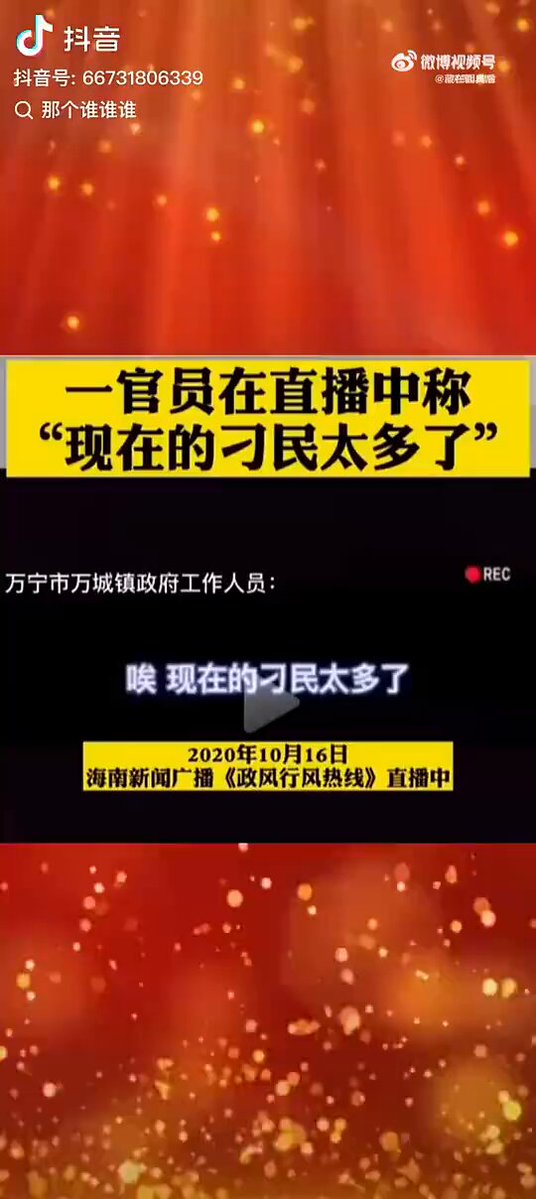 抖音
抖音号: 66731806339
那个谁谁谁
微博视频号
一官员在直播中称
“现在的刁民太多了”
万宁市万城镇政府工作人员：
REC
唉 现在的刁民太多了
2020年10月16日
海南新闻广播《政风行风热线》直播中